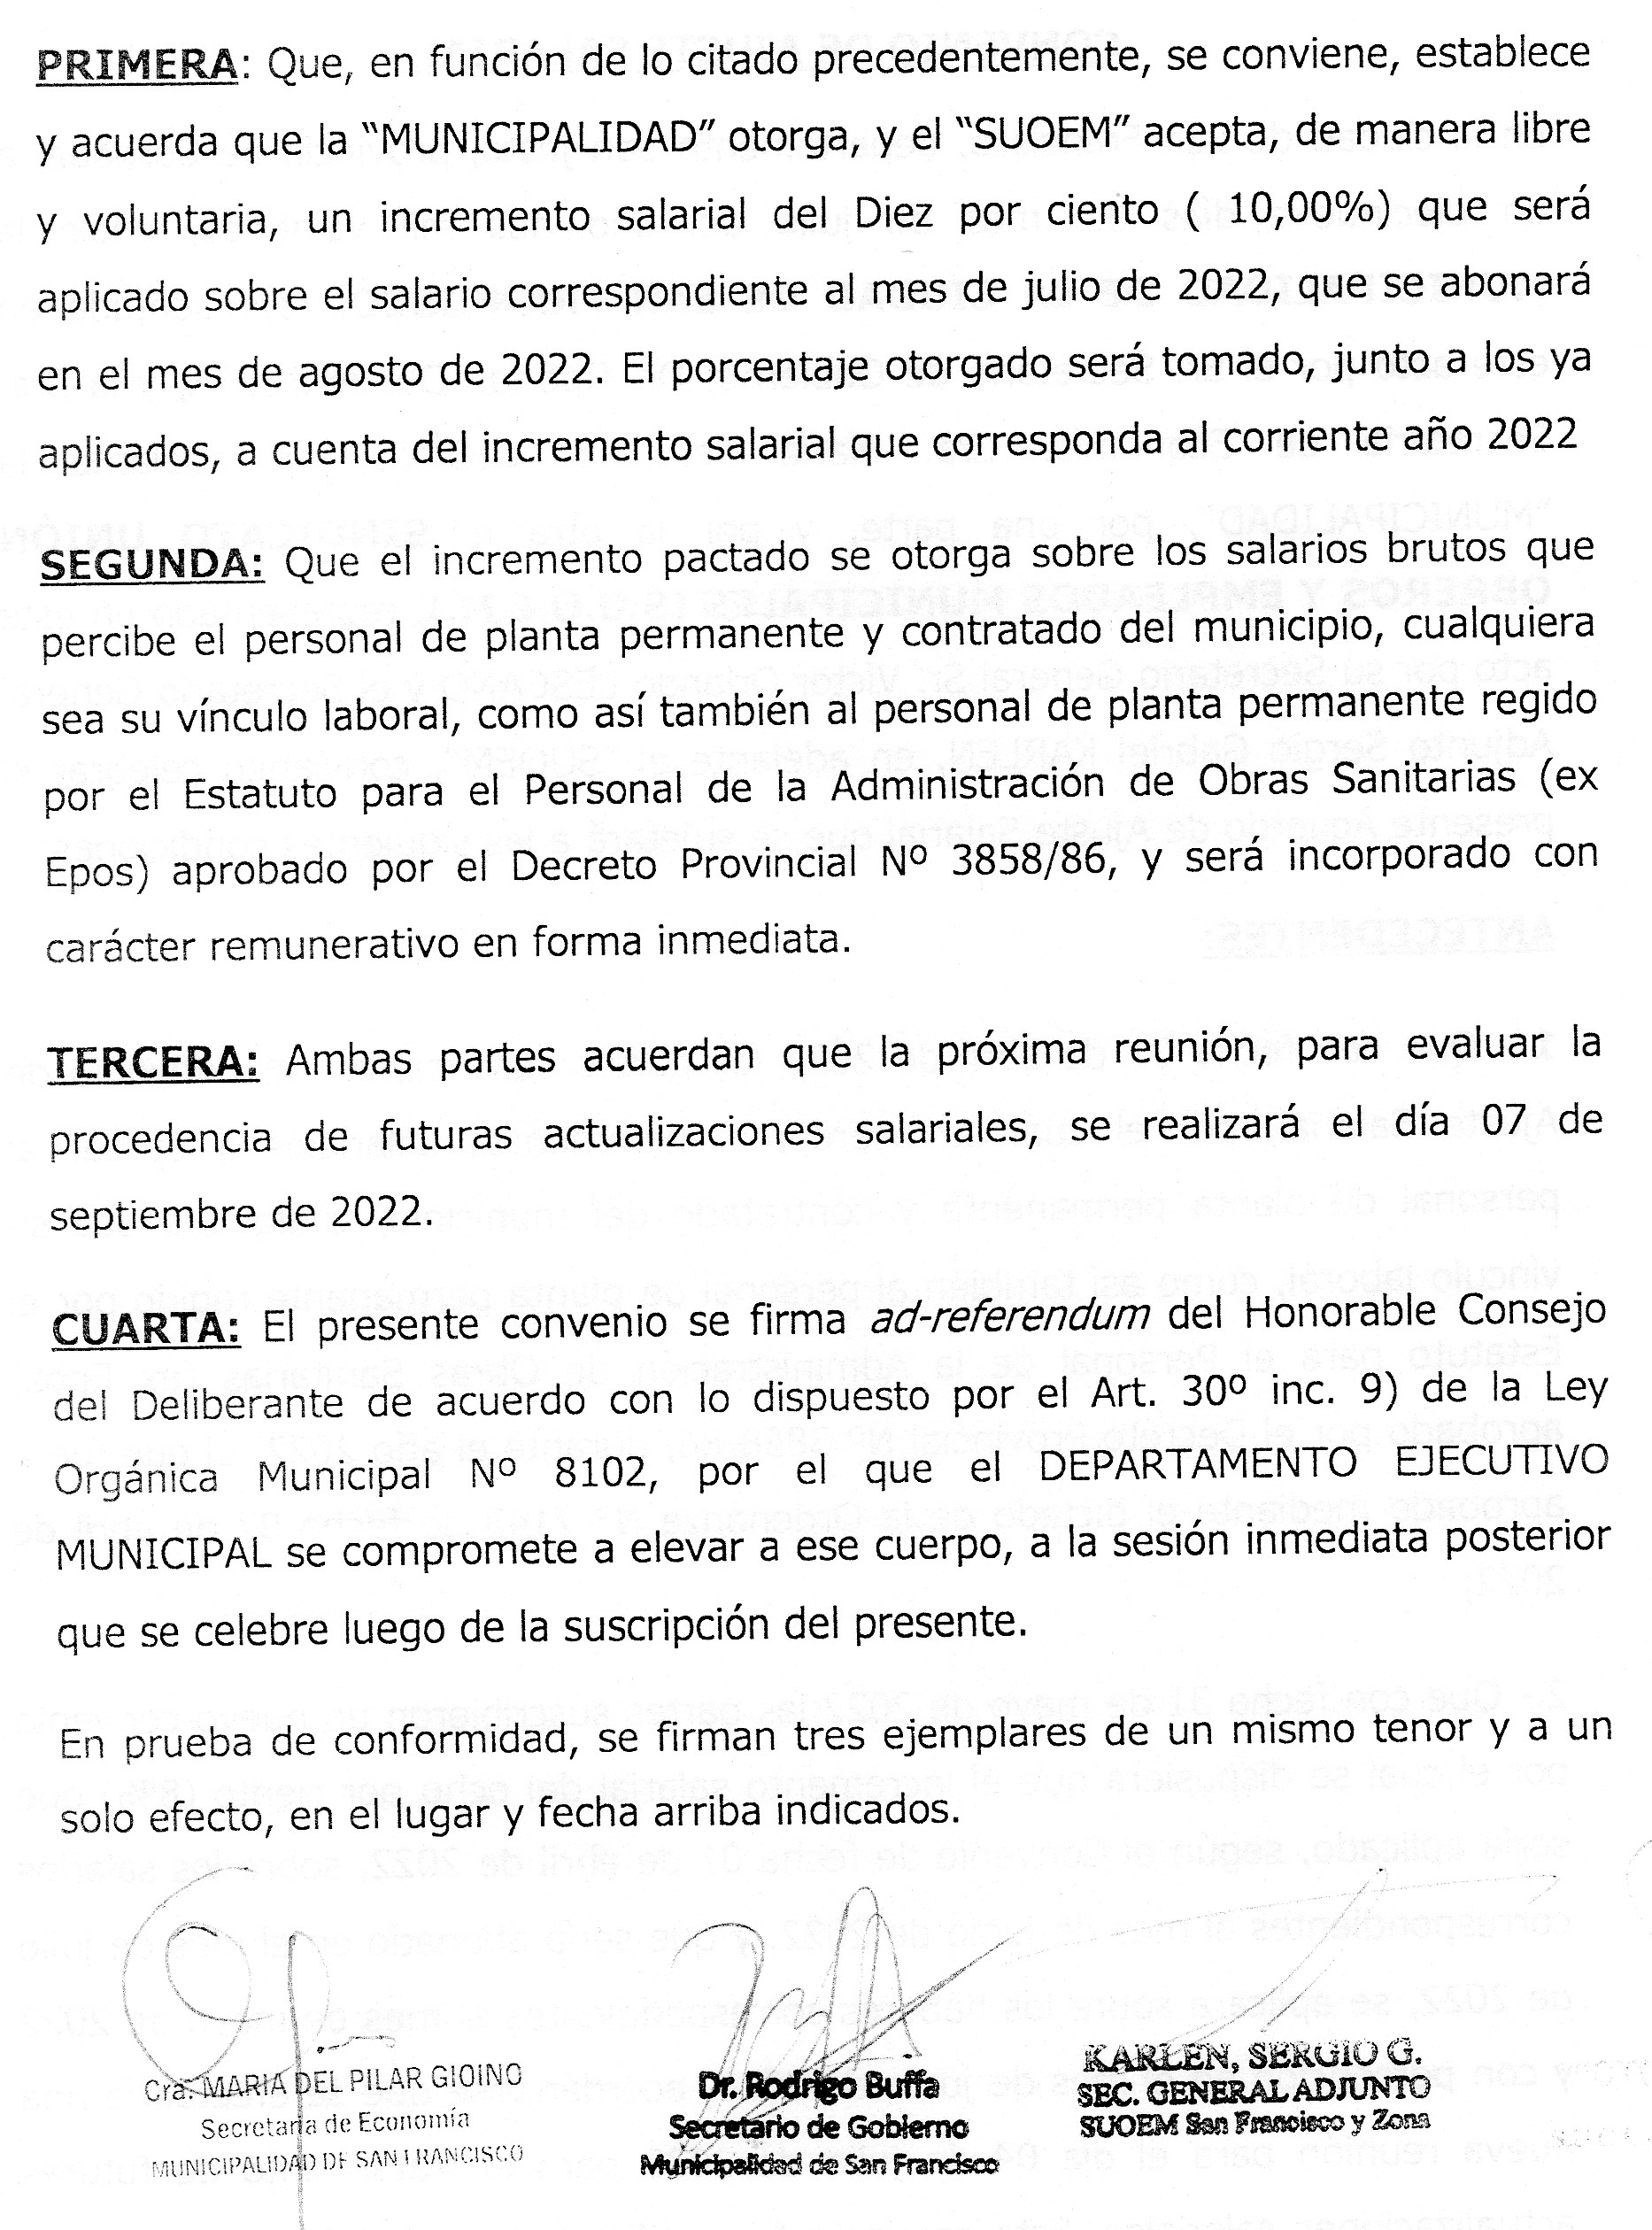 PRIMERA: Que, en función de lo citado precedentemente, se conviene, establece
y acuerda que la "MUNICIPALIDAD" otorga, y el "SUOEM" acepta, de manera libre
y voluntaria, un incremento salarial del Diez por ciento ( 10,00%) que será
aplicado sobre el salario correspondiente al mes de julio de 2022, que se abonará
en el mes de agosto de 2022. El porcentaje otorgado será tomado, junto a los ya
aplicados, a cuenta del incremento salarial que corresponda al corriente año 2022
SEGUNDA: Que el incremento pactado se otorga sobre los salarios brutos que
percibe el personal de planta permanente y contratado del municipio, cualquiera
sea su vínculo laboral, como así también al personal de planta permanente regido
por el Estatuto para el Personal de la Administración de Obras Sanitarias (ex
Epos) aprobado por el Decreto Provincial Nº 3858/86, y será incorporado con
carácter remunerativo en forma inmediata.
TERCERA: Ambas partes acuerdan que la próxima reunión, para evaluar la
procedencia de futuras actualizaciones salariales, se realizará el día 07 de
septiembre de 2022.
CUARTA: El presente convenio se firma ad-referendum del Honorable Consejo
del Deliberante de acuerdo con lo dispuesto por el Art. 30º inc. 9) de la Ley
Orgánica Municipal Nº 8102, por el que el DEPARTAMENTO EJECUTIVO
MUNICIPAL se compromete a elevar a ese cuerpo, a la sesión inmediata posterior
que se celebre luego de la suscripción del presente.
En prueba de conformidad, se firman tres ejemplares de un mismo tenor y a un
solo efecto, en el lugar y fecha arriba indicados.
Cra. MARIA DEL PILAR GIOINO
Secretaria de Economía
MUNICIPALIDAD DE SAN FRANCISCO
Dr. Rodrigo Buffa
Secretario de Gobierno
Municipalidad de San Francisco
KARLEN, SERGIO G.
SEC. GENERAL ADJUNTO
SUOEM San Francisco y Zona